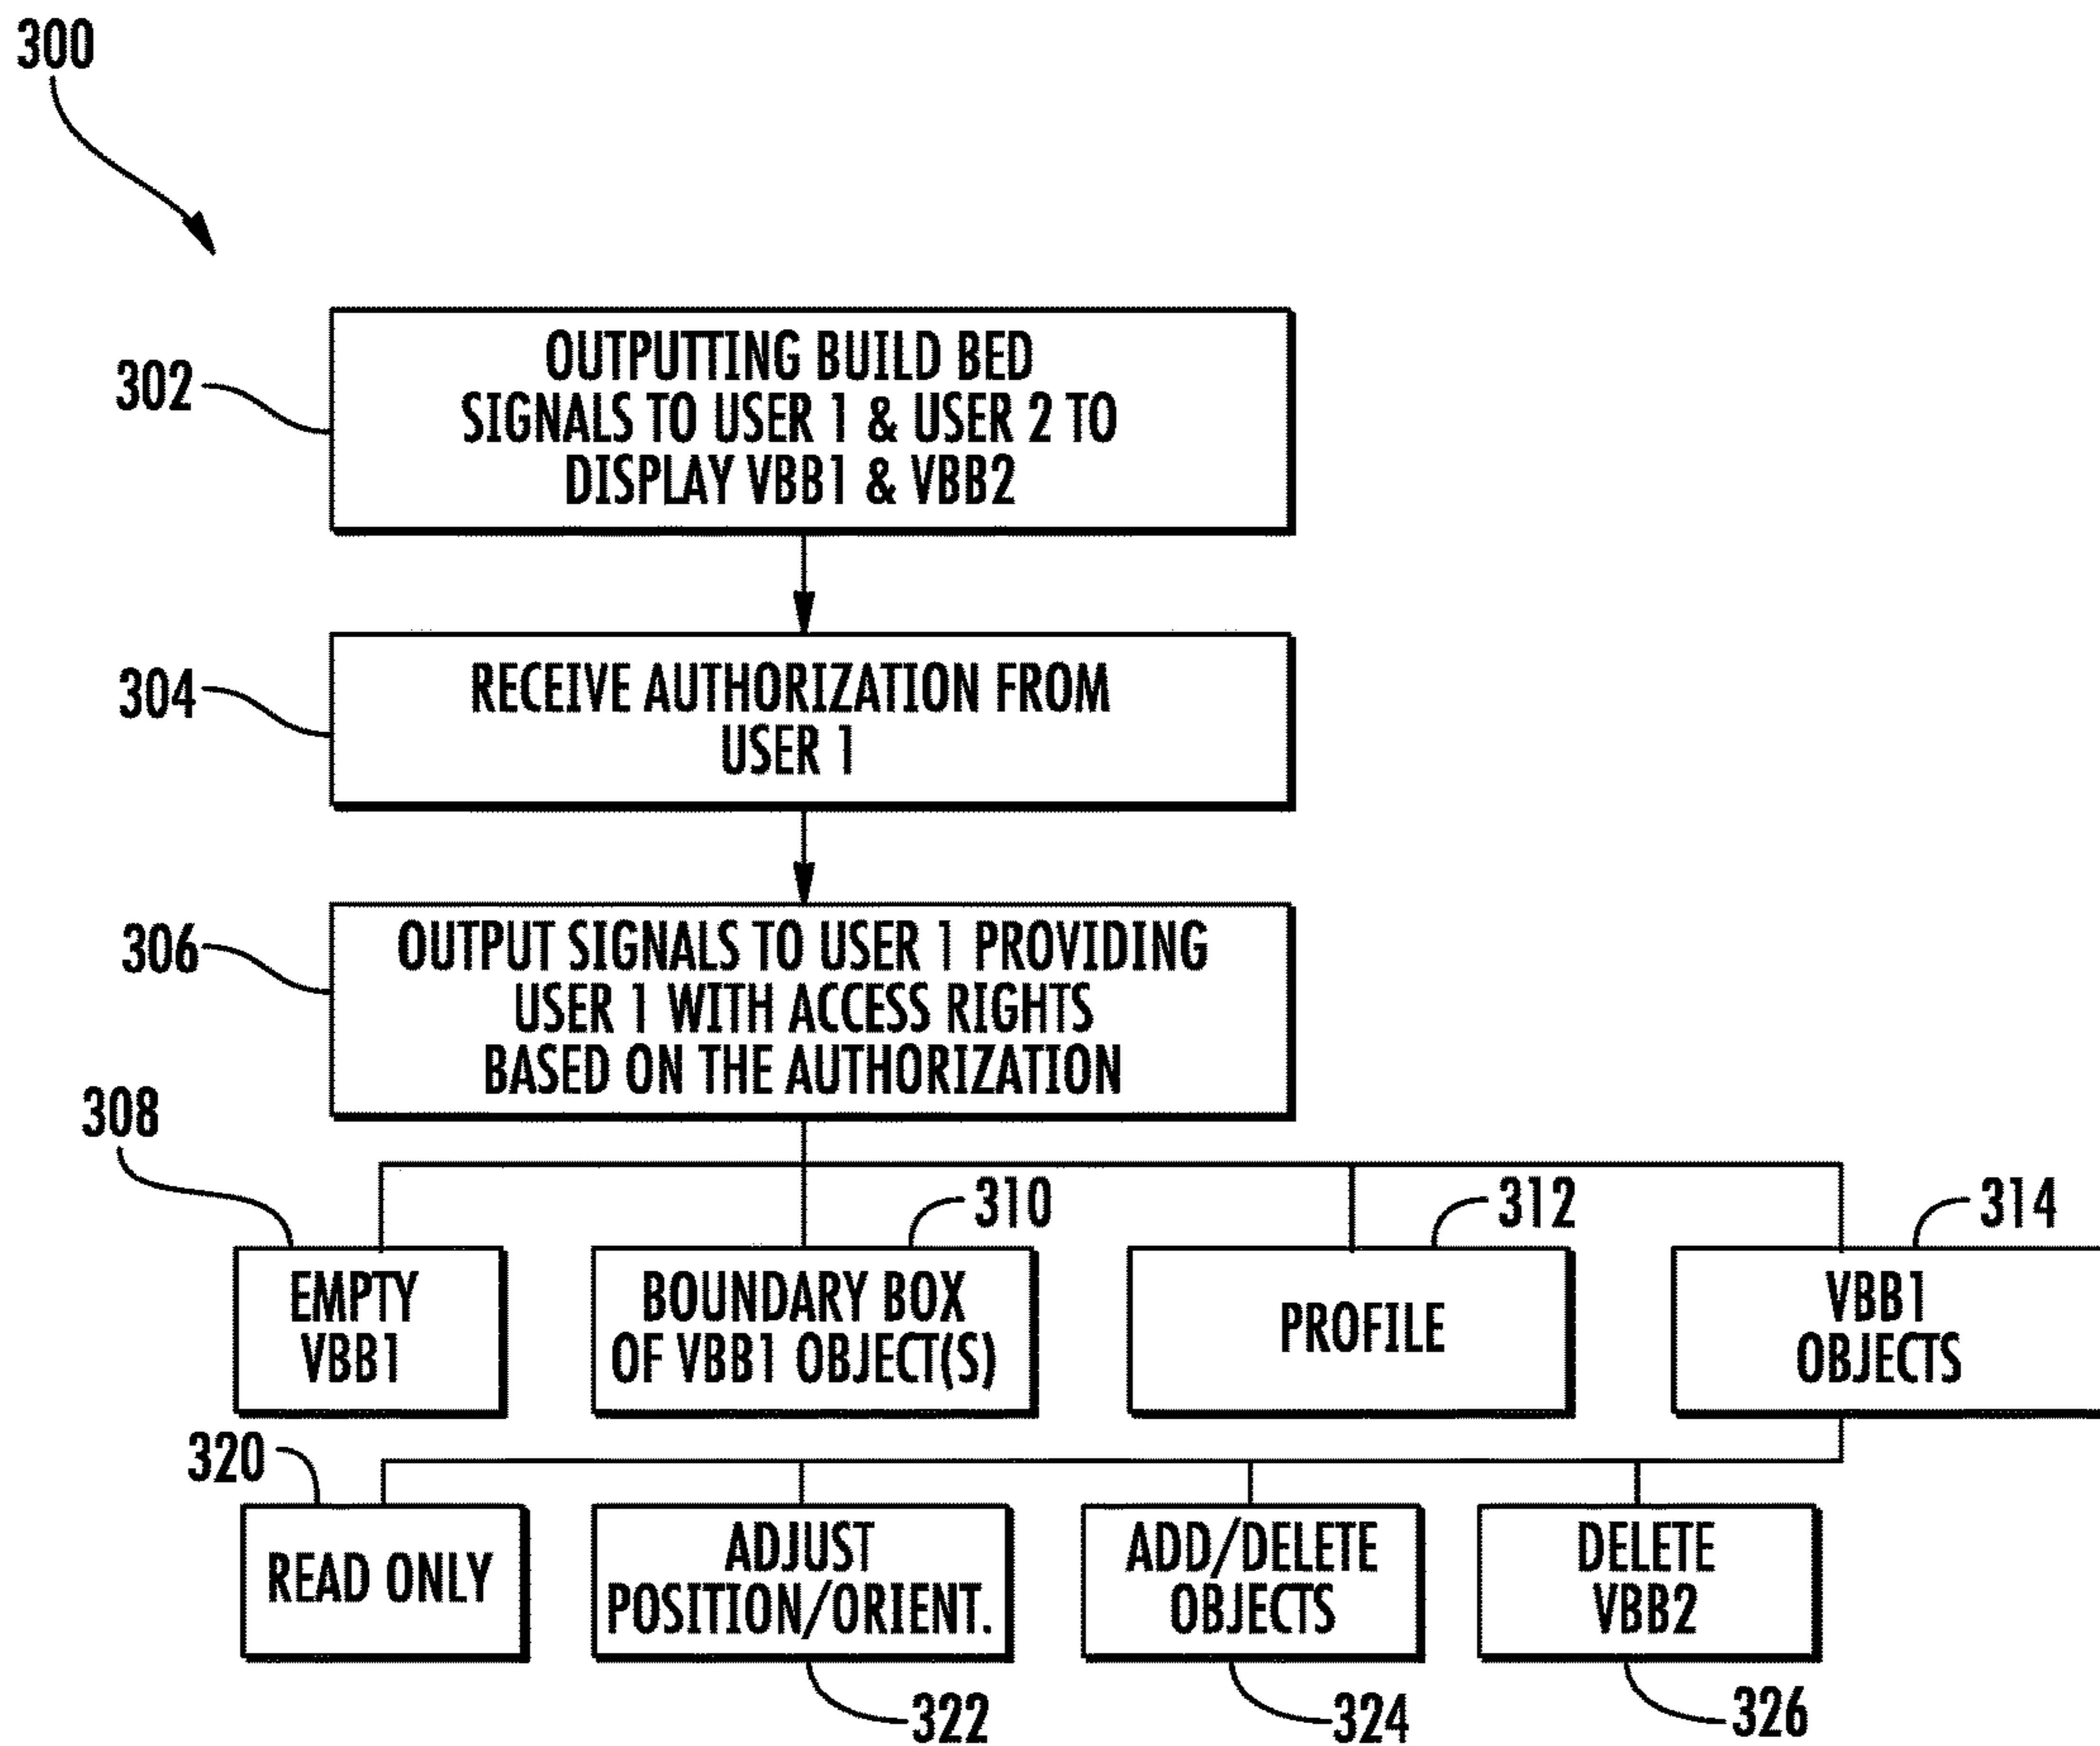 300
302
OUTPUTTING BUILD BED
SIGNALS TO USER 1 & USER 2 TO
DISPLAY VBB1 & VBB2
304
RECEIVE AUTHORIZATION FROM
USER 1
306
OUTPUT SIGNALS TO USER 1 PROVIDING
USER 1 WITH ACCESS RIGHTS
BASED ON THE AUTHORIZATION
308
310
312
314
EMPTY
VBB1
BOUNDARY BOX
OF VBB1 OBJECT(S)
PROFILE
VBB1
OBJECTS
320
READ ONLY
ADJUST
POSITION/ORIENT.
ADD/DELETE
OBJECTS
DELETE
VBB2
322
324
326